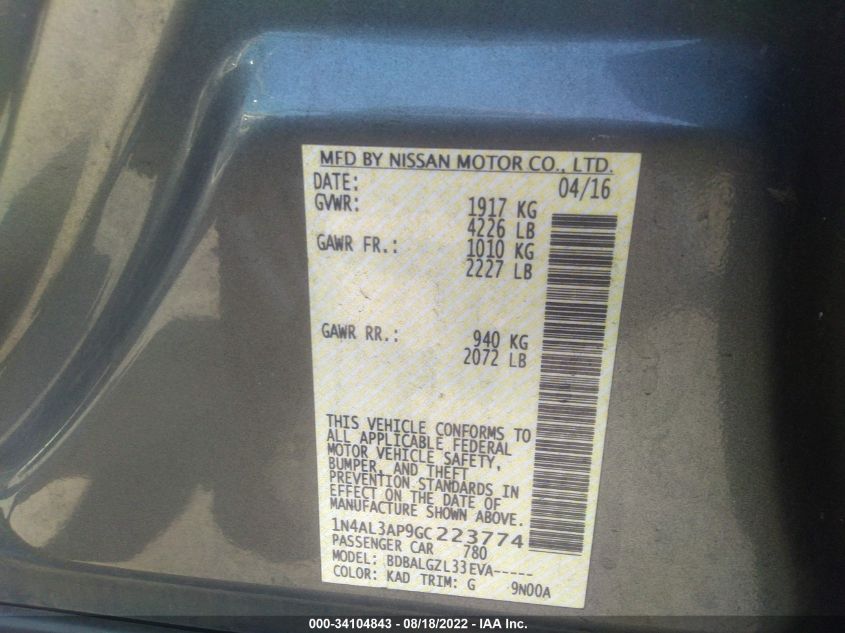 MFD BY NISSAN MOTOR CO., LTD.
DATE: 04/16
GVWR: 1917 KG
4226 LB
GAWR FR.: 1010 KG
2227 LB
GAWR RR.: 940 KG
2072 LB
THIS VEHICLE CONFORMS TO
ALL APPLICABLE FEDERAL
MOTOR VEHICLE SAFETY,
BUMPER, AND THEFT
PREVENTION STANDARDS IN
EFFECT ON THE DATE OF
MANUFACTURE SHOWN ABOVE.
1N4AL3AP9GC223774
PASSENGER CAR 780
MODEL: BDBALGZL33EVA-----
COLOR: KAD TRIM: G 9N00A
000-34104843 - 08/18/2022 - IAA Inc.